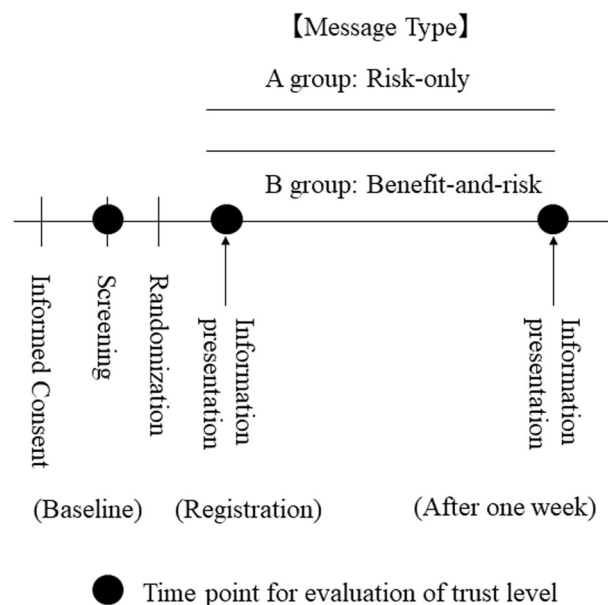 【Message Type】
A group: Risk-only
B group: Benefit-and-risk
Informed Consent
Screening
Randomization
Information
presentation
Information
presentation
(Baseline)
(Registration)
(After one week)
Time point for evaluation of trust level